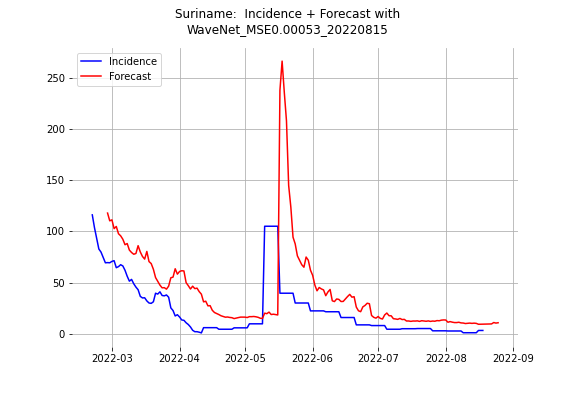 Suriname:  Incidence + Forecast with
WaveNet_MSE0.00053_20220815
Incidence
Forecast
250
200
150
100
50
0
2022-03 2022-04 2022-05 2022-06 2022-07 2022-08 2022-09